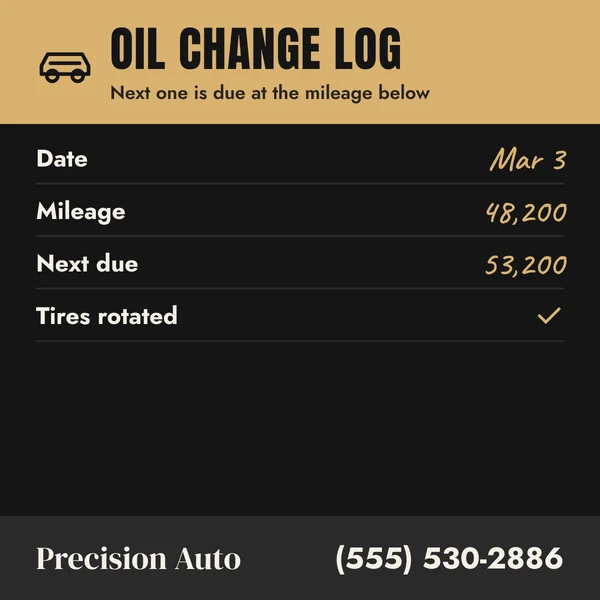 OIL CHANGE LOG
Next one is due at the mileage below
Date Mar 3
Mileage 48,200
Next due 53,200
Tires rotated ✓
Precision Auto (555) 530-2886